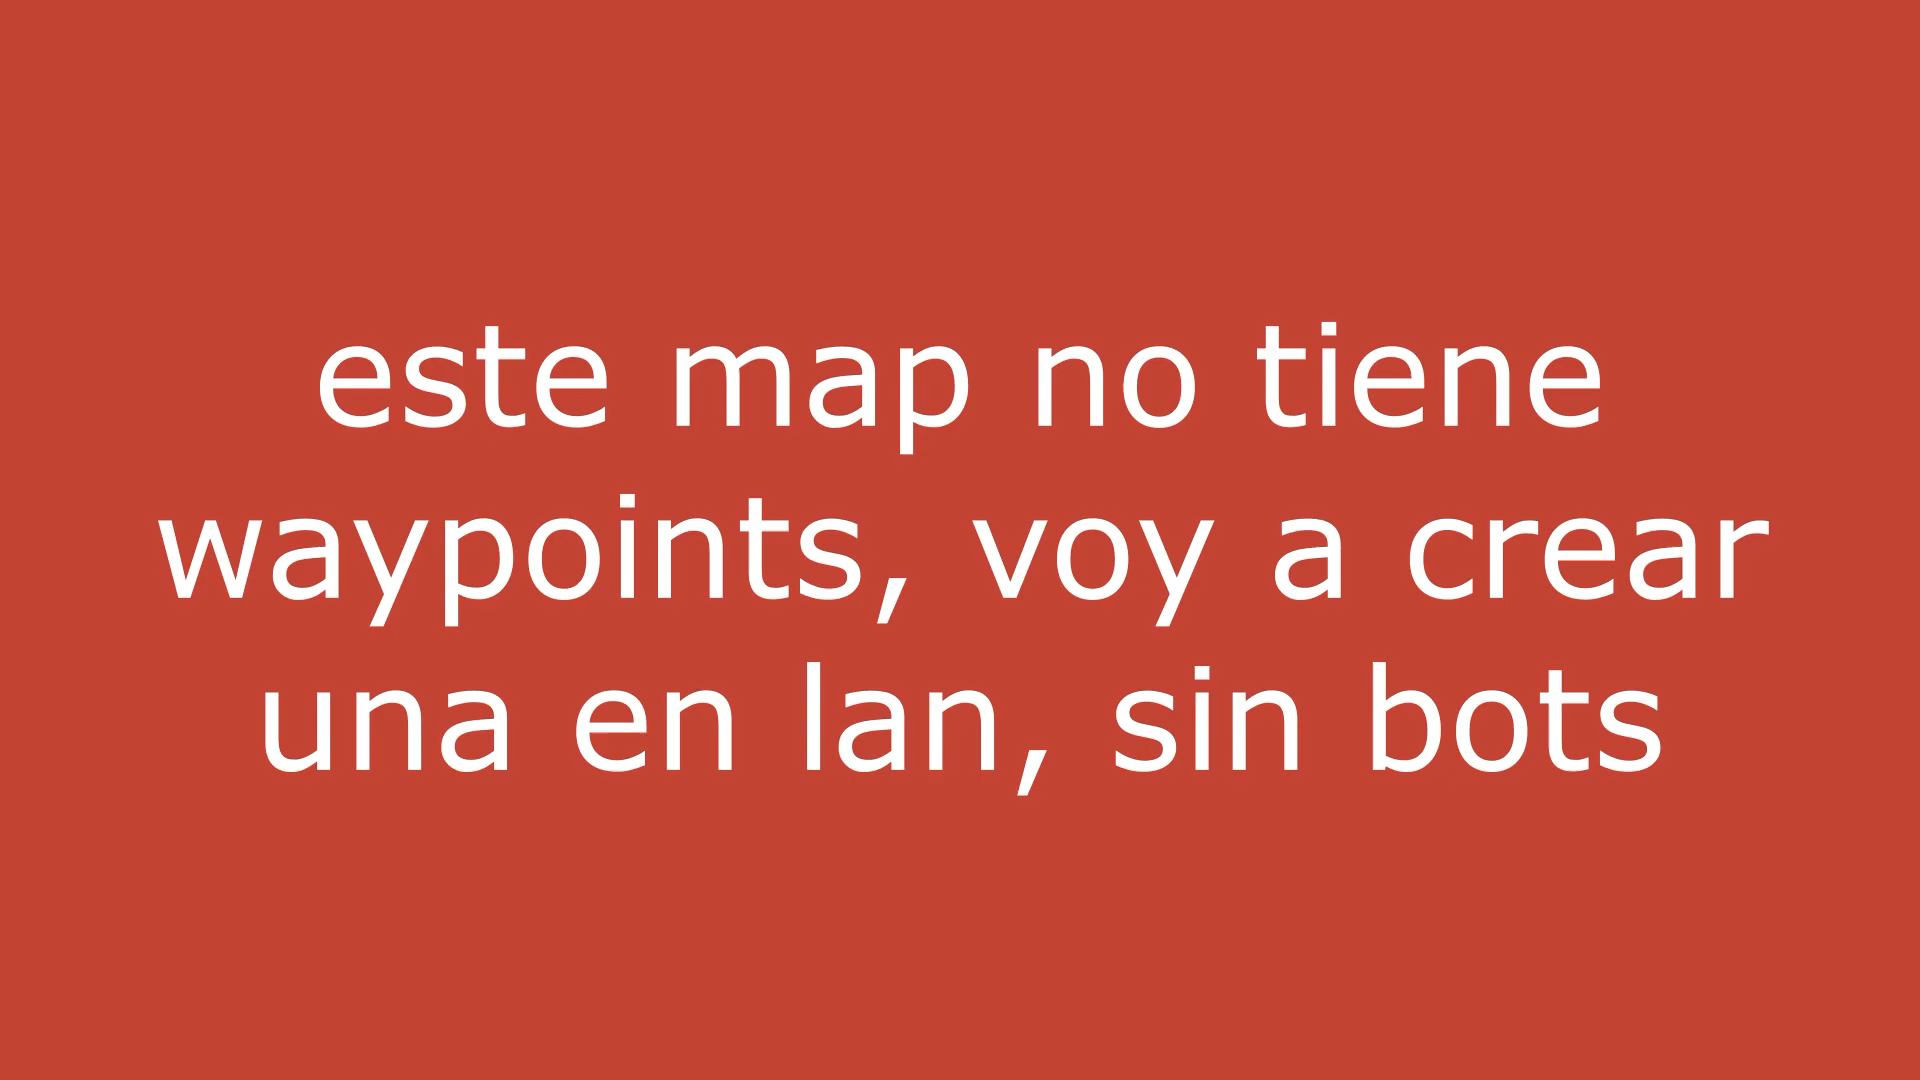 este map no tiene
waypoints, voy a crear
una en lan, sin bots